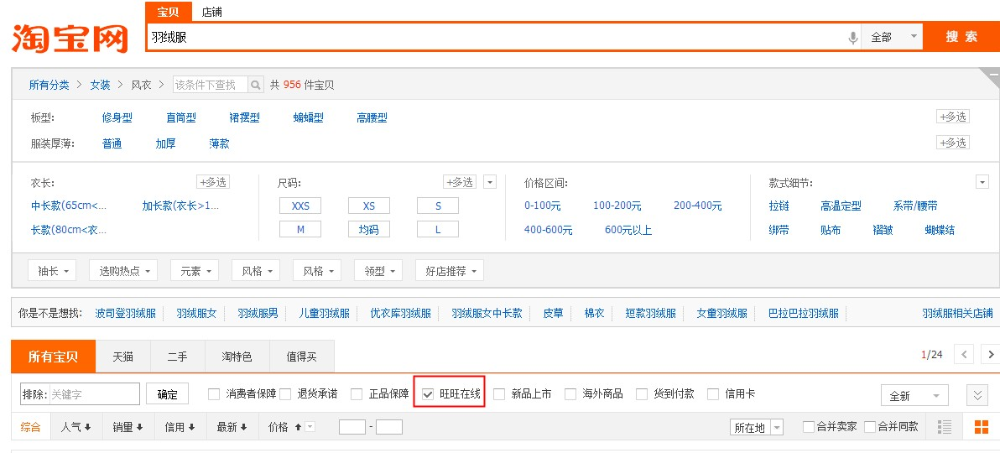 宝贝 店铺
淘宝网 羽绒服 全部 搜 索
所有分类 > 女装 > 风衣 > 该条件下查找 共 956 件宝贝
板型: 修身型 直筒型 裙摆型 蝙蝠型 高腰型 +多选
服装厚薄: 普通 加厚 薄款 +多选
衣长: +多选 尺码: +多选 价格区间: 款式细节:
中长款(65cm<... 加长款(衣长>1... XXS XS S 0-100元 100-200元 200-400元 拉链 高温定型 系带/腰带
长款(80cm<衣... M 均码 L 400-600元 600元以上 绑带 贴布 褶皱 蝴蝶结
袖长 选购热点 元素 风格 风格 领型 好店推荐
你是不是想找: 波司登羽绒服 羽绒服女 羽绒服男 儿童羽绒服 优衣库羽绒服 羽绒服女中长款 皮草 棉衣 短款羽绒服 女童羽绒服 巴拉巴拉羽绒服 羽绒服相关店铺
所有宝贝 天猫 二手 淘特色 值得买 1/24 < >
排除: 关键字 确定 消费者保障 退货承诺 正品保障 旺旺在线 新品上市 海外商品 货到付款 信用卡 全新
综合 人气 销量 信用 最新 价格 - 所在地 合并卖家 合并同款